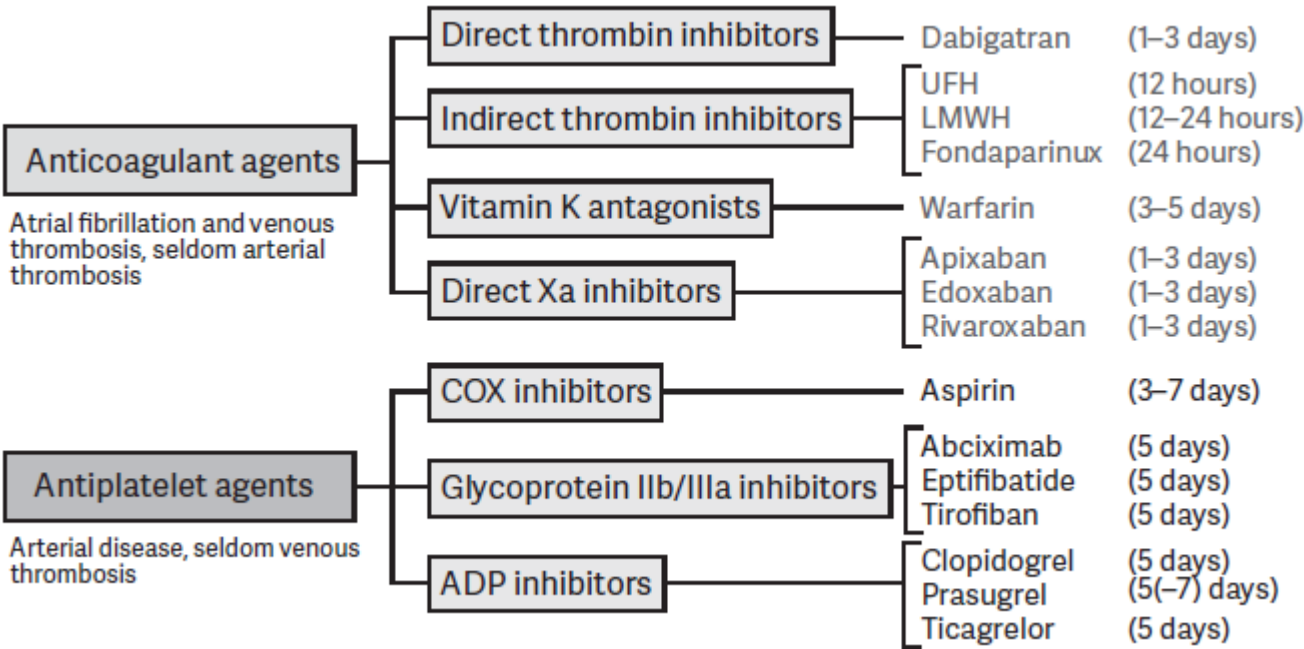 Direct thrombin inhibitors
Dabigatran (1–3 days)
Indirect thrombin inhibitors
UFH (12 hours)
LMWH (12–24 hours)
Fondaparinux (24 hours)
Anticoagulant agents
Atrial fibrillation and venous
thrombosis, seldom arterial
thrombosis
Vitamin K antagonists
Warfarin (3–5 days)
Direct Xa inhibitors
Apixaban (1–3 days)
Edoxaban (1–3 days)
Rivaroxaban (1–3 days)
COX inhibitors
Aspirin (3–7 days)
Antiplatelet agents
Arterial disease, seldom venous
thrombosis
Glycoprotein IIb/IIIa inhibitors
Abciximab (5 days)
Eptifibatide (5 days)
Tirofiban (5 days)
ADP inhibitors
Clopidogrel (5 days)
Prasugrel (5(–7) days)
Ticagrelor (5 days)